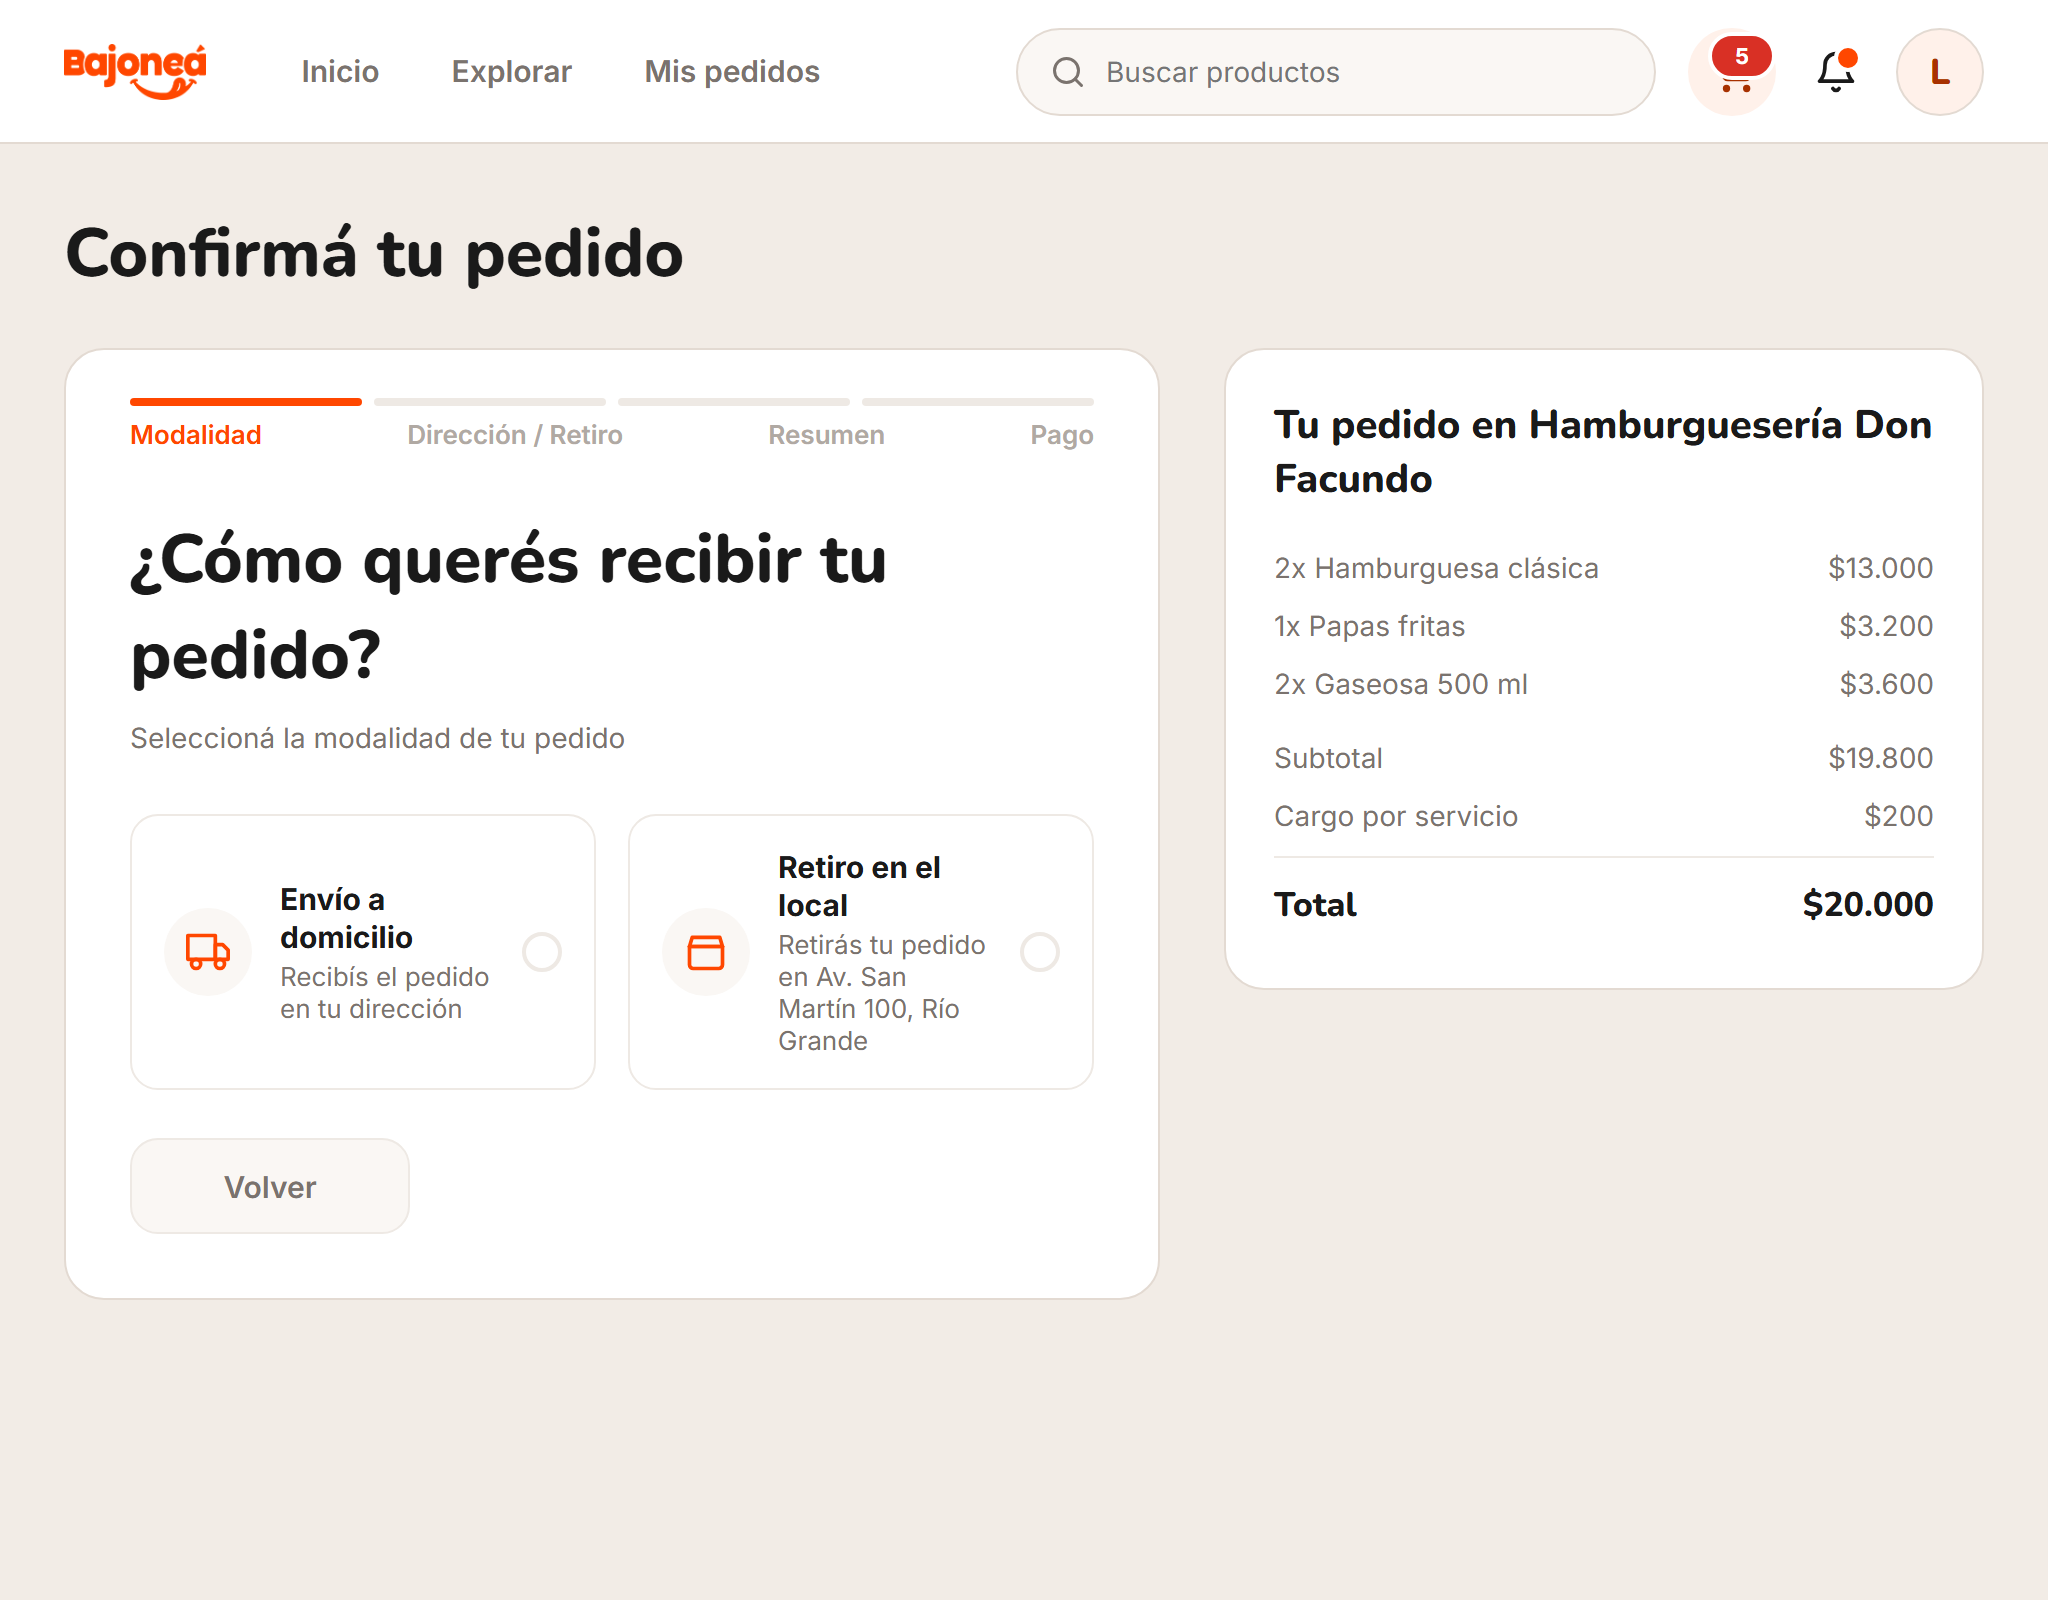 Bajoneá
Inicio
Explorar
Mis pedidos
Buscar productos
5
L
Confirmá tu pedido
Modalidad
Dirección / Retiro
Resumen
Pago
¿Cómo querés recibir tu
pedido?
Seleccioná la modalidad de tu pedido
Envío a
domicilio
Recibís el pedido
en tu dirección
Retiro en el
local
Retirás tu pedido
en Av. San
Martín 100, Río
Grande
Volver
Tu pedido en Hamburguesería Don
Facundo
2x Hamburguesa clásica $13.000
1x Papas fritas $3.200
2x Gaseosa 500 ml $3.600
Subtotal $19.800
Cargo por servicio $200
Total $20.000